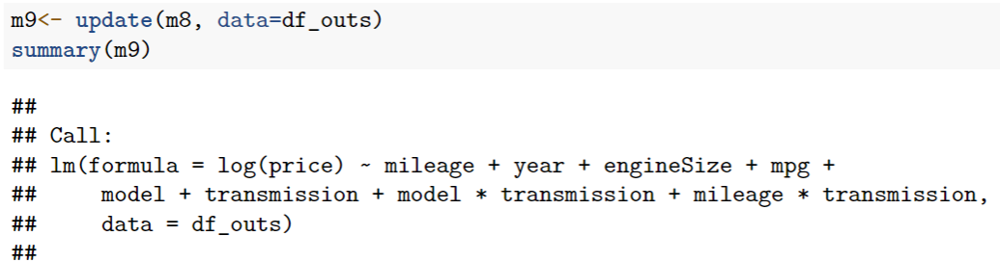 m9<- update(m8, data=df_outs)
summary(m9)
##
## Call:
## lm(formula = log(price) ~ mileage + year + engineSize + mpg +
##     model + transmission + model * transmission + mileage * transmission,
##     data = df_outs)
##